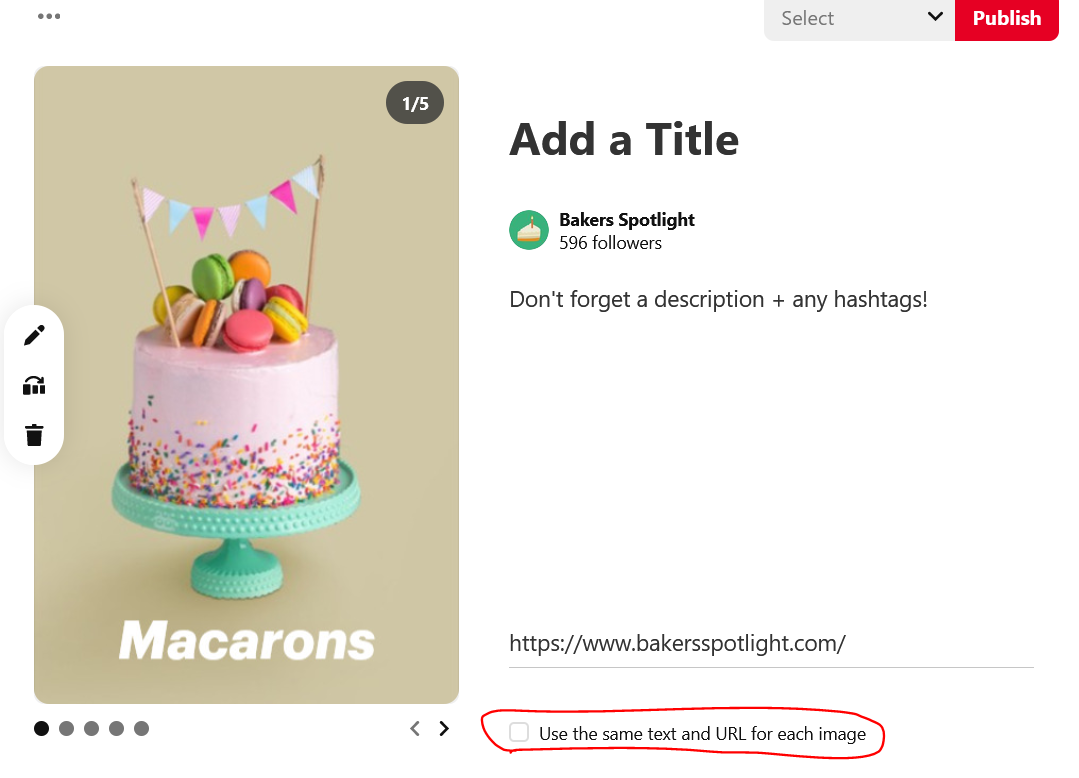 Select
Publish
1/5
Add a Title
Bakers Spotlight
596 followers
Don't forget a description + any hashtags!
Macarons
https://www.bakersspotlight.com/
Use the same text and URL for each image